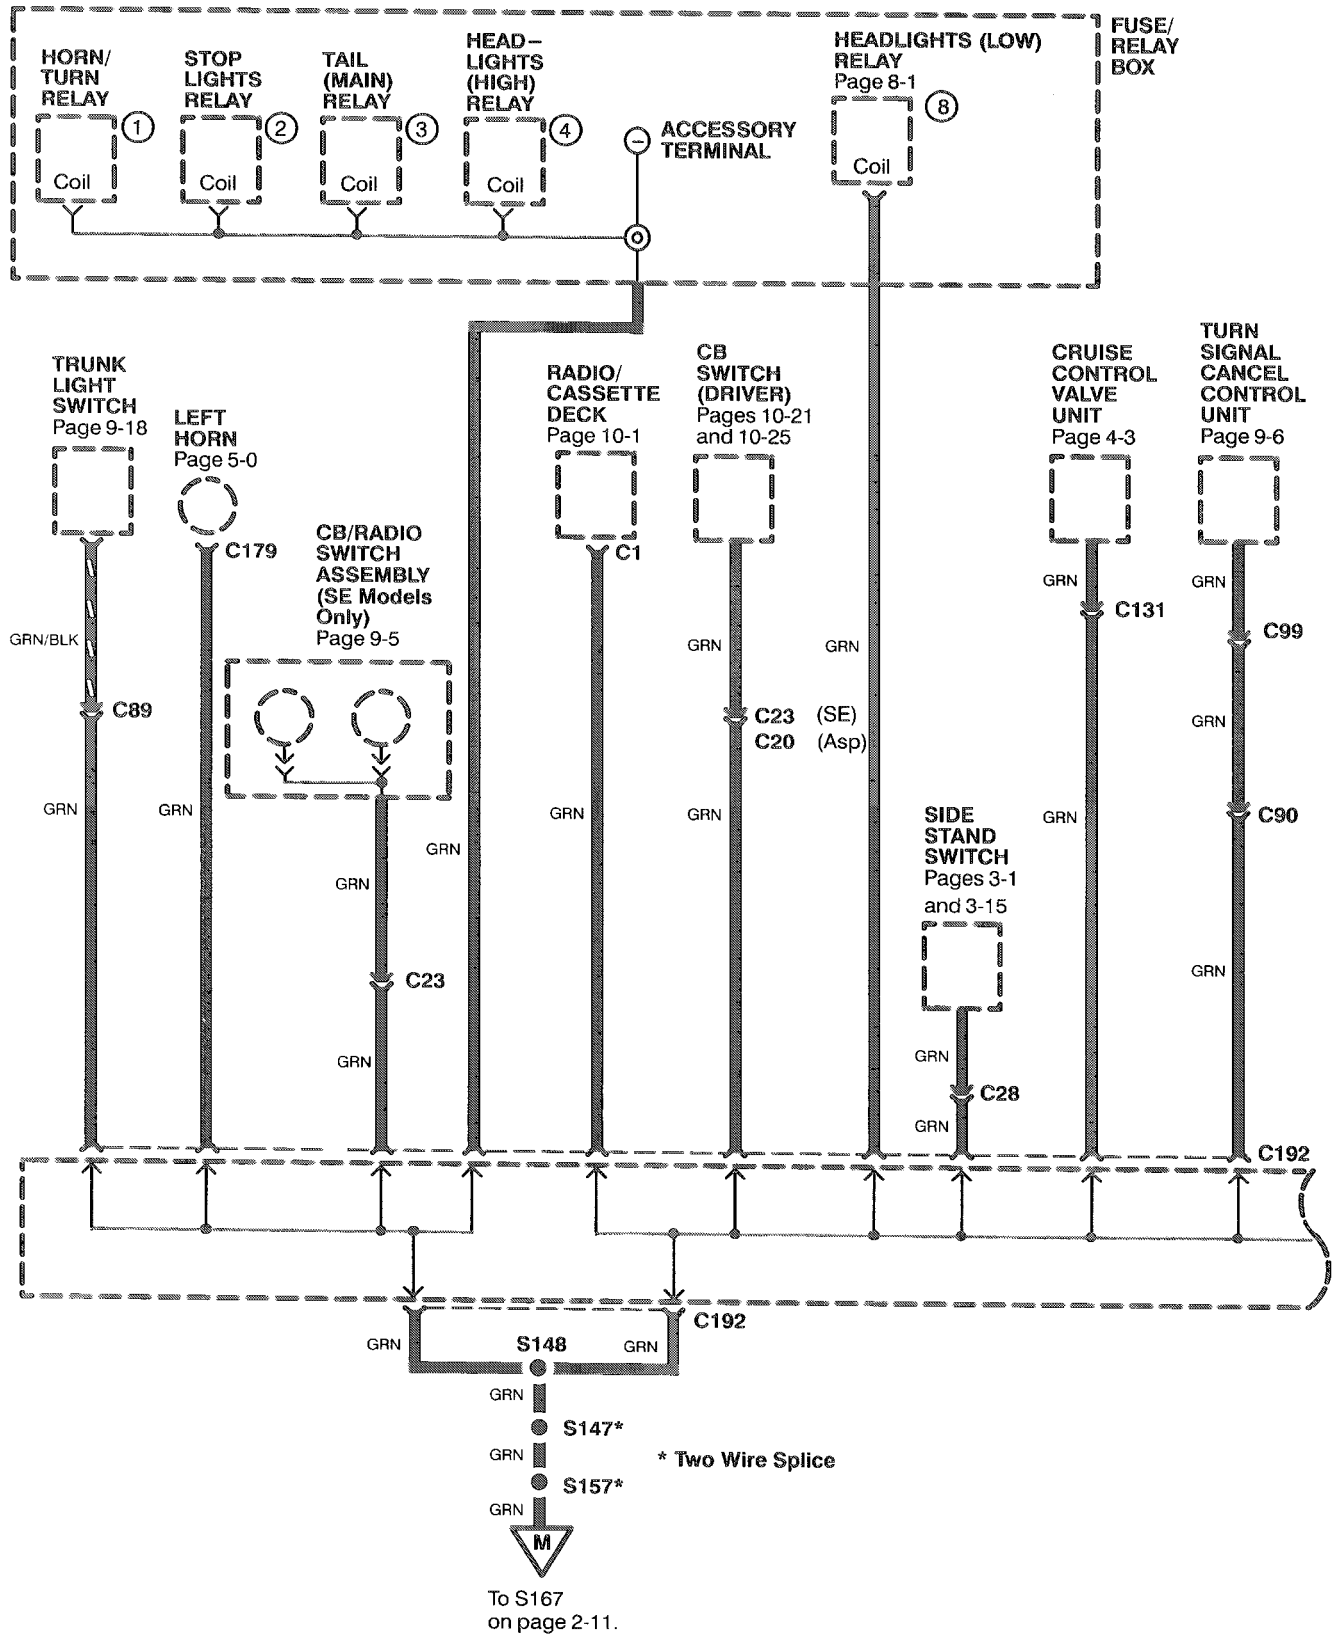 FUSE/
RELAY
BOX
HORN/
TURN
RELAY
1
Coil
STOP
LIGHTS
RELAY
2
Coil
TAIL
(MAIN)
RELAY
3
Coil
HEAD–
LIGHTS
(HIGH)
RELAY
4
Coil
–
ACCESSORY
TERMINAL
HEADLIGHTS (LOW)
RELAY
Page 8-1
8
Coil
TRUNK
LIGHT
SWITCH
Page 9-18
LEFT
HORN
Page 5-0
C179
CB/RADIO
SWITCH
ASSEMBLY
(SE Models
Only)
Page 9-5
RADIO/
CASSETTE
DECK
Page 10-1
C1
CB
SWITCH
(DRIVER)
Pages 10-21
and 10-25
CRUISE
CONTROL
VALVE
UNIT
Page 4-3
TURN
SIGNAL
CANCEL
CONTROL
UNIT
Page 9-6
GRN
C131
GRN
C99
GRN/BLK
C89
GRN
GRN
C23 (SE)
C20 (Asp)
GRN
C90
GRN
GRN
GRN
GRN
GRN
GRN
SIDE
STAND
SWITCH
Pages 3-1
and 3-15
GRN
GRN
C23
GRN
GRN
GRN
C28
GRN
C192
C192
GRN
S148
GRN
GRN
S147*
GRN
* Two Wire Splice
S157*
GRN
M
To S167
on page 2-11.